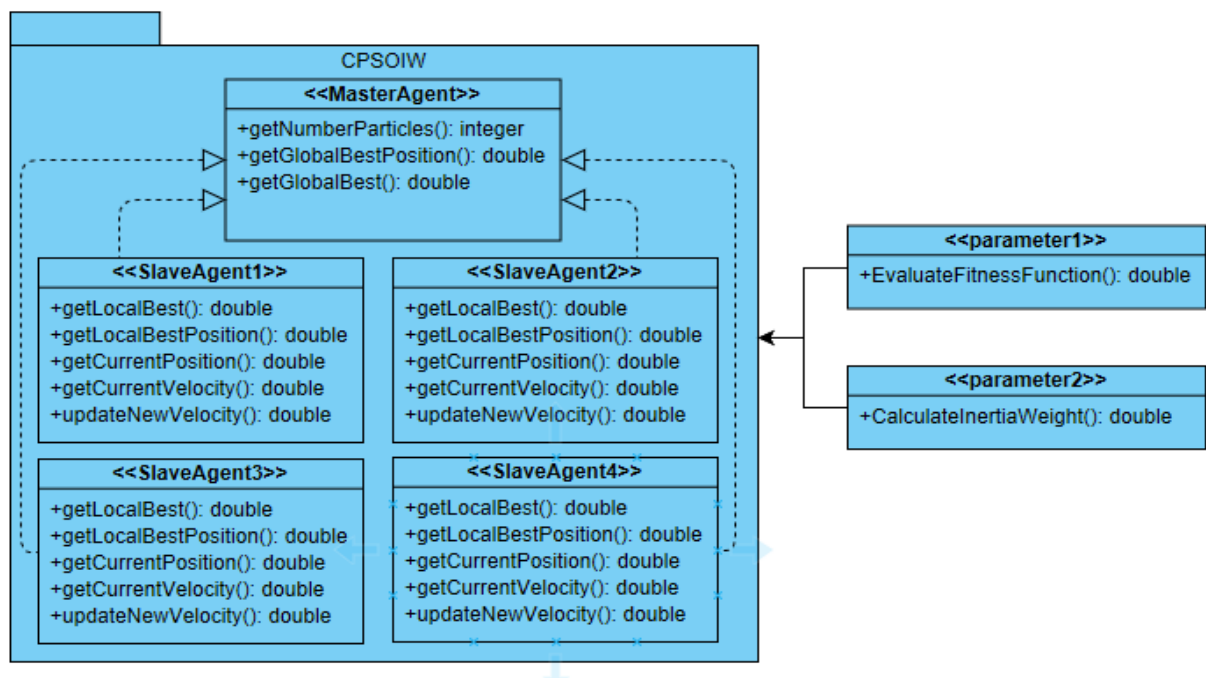 CPSOIW
<<MasterAgent>>
+getNumberParticles(): integer
+getGlobalBestPosition(): double
+getGlobalBest(): double
<<SlaveAgent1>>
+getLocalBest(): double
+getLocalBestPosition(): double
+getCurrentPosition(): double
+getCurrentVelocity(): double
+updateNewVelocity(): double
<<SlaveAgent2>>
+getLocalBest(): double
+getLocalBestPosition(): double
+getCurrentPosition(): double
+getCurrentVelocity(): double
+updateNewVelocity(): double
<<SlaveAgent3>>
+getLocalBest(): double
+getLocalBestPosition(): double
+getCurrentPosition(): double
+getCurrentVelocity(): double
+updateNewVelocity(): double
<<SlaveAgent4>>
+getLocalBest(): double
+getLocalBestPosition(): double
+getCurrentPosition(): double
+getCurrentVelocity(): double
+updateNewVelocity(): double
<<parameter1>>
+EvaluateFitnessFunction(): double
<<parameter2>>
+CalculateInertiaWeight(): double